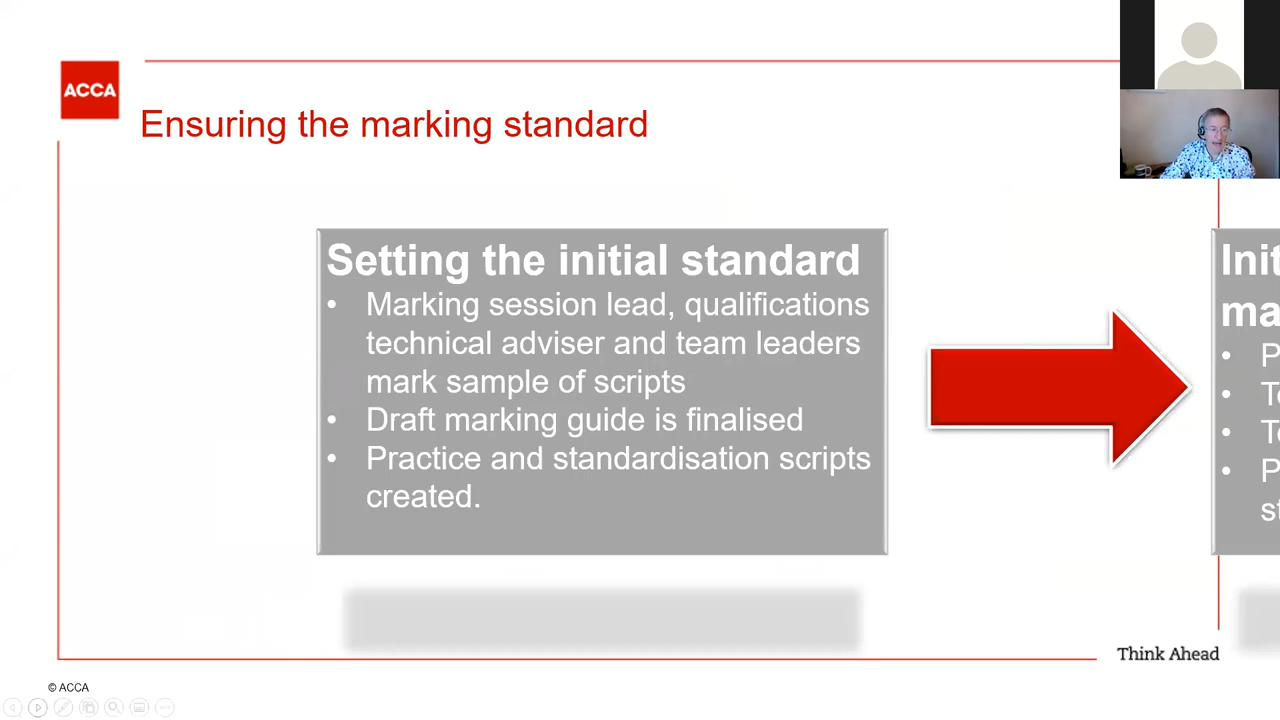 ACCA
Ensuring the marking standard
Setting the initial standard
• Marking session lead, qualifications
technical adviser and team leaders
mark sample of scripts
• Draft marking guide is finalised
• Practice and standardisation scripts
created.
Think Ahead
© ACCA